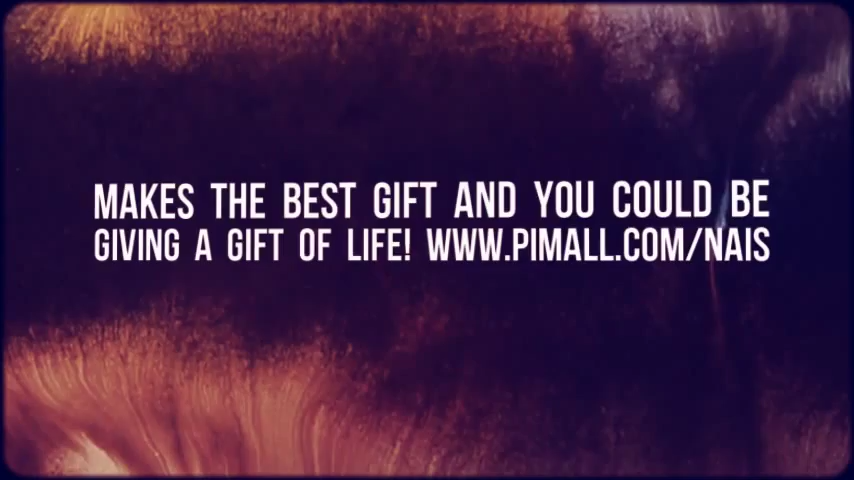 MAKES THE BEST GIFT AND YOU COULD BE
GIVING A GIFT OF LIFE! WWW.PIMALL.COM/NAIS